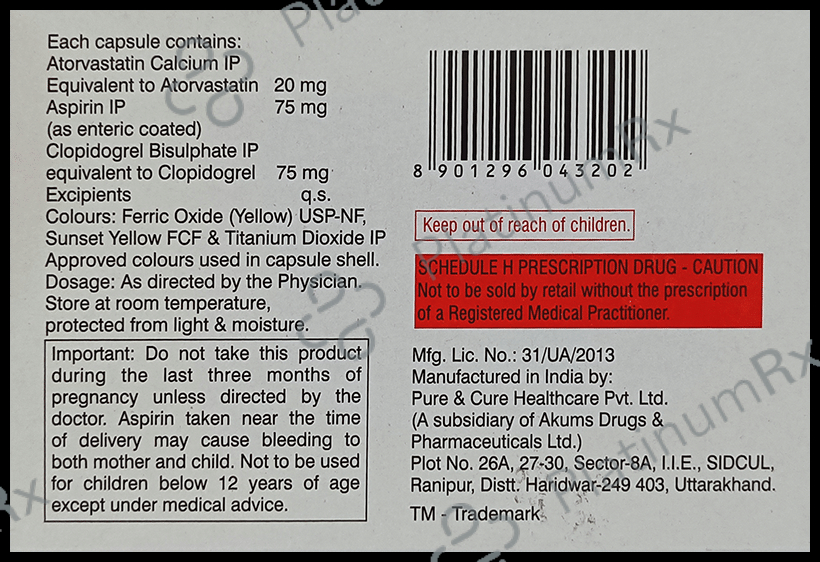 Each capsule contains:
Atorvastatin Calcium IP
Equivalent to Atorvastatin 20 mg
Aspirin IP 75 mg
(as enteric coated)
Clopidogrel Bisulphate IP
equivalent to Clopidogrel 75 mg
Excipients q.s.
Colours: Ferric Oxide (Yellow) USP-NF,
Sunset Yellow FCF & Titanium Dioxide IP
Approved colours used in capsule shell.
Dosage: As directed by the Physician.
Store at room temperature,
protected from light & moisture.
Important: Do not take this product
during the last three months of
pregnancy unless directed by the
doctor. Aspirin taken near the time
of delivery may cause bleeding to
both mother and child. Not to be used
for children below 12 years of age
except under medical advice.
8 901296 043202
Keep out of reach of children.
SCHEDULE H PRESCRIPTION DRUG - CAUTION
Not to be sold by retail without the prescription
of a Registered Medical Practitioner.
Mfg. Lic. No.: 31/UA/2013
Manufactured in India by:
Pure & Cure Healthcare Pvt. Ltd.
(A subsidiary of Akums Drugs &
Pharmaceuticals Ltd.)
Plot No. 26A, 27-30, Sector-8A, I.I.E., SIDCUL,
Ranipur, Distt. Haridwar-249 403, Uttarakhand.
TM - Trademark
PlatinumRx
PlatinumRx
PlatinumRx
Rx